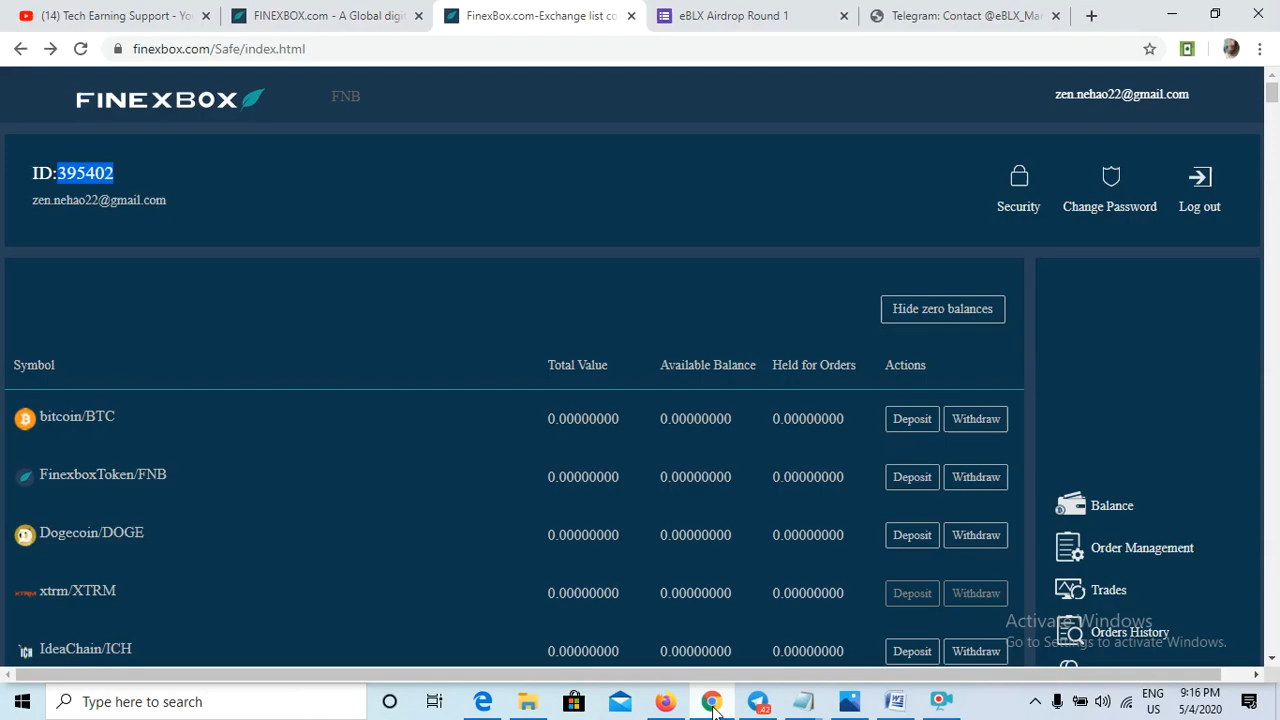 (14) Tech Earning Support - You
FINEXBOX.com - A Global digital
FinexBox.com-Exchange list co
eBLX Airdrop Round 1
Telegram: Contact @eBLX_Ma
finexbox.com/Safe/index.html
FINEXBOX
FNB
zen.nehao22@gmail.com
ID:395402
zen.nehao22@gmail.com
Security
Change Password
Log out
Hide zero balances
Symbol Total Value Available Balance Held for Orders Actions
bitcoin/BTC 0.00000000 0.00000000 0.00000000 Deposit Withdraw
FinexboxToken/FNB 0.00000000 0.00000000 0.00000000 Deposit Withdraw
Dogecoin/DOGE 0.00000000 0.00000000 0.00000000 Deposit Withdraw
xtrm/XTRM 0.00000000 0.00000000 0.00000000 Deposit Withdraw
IdeaChain/ICH 0.00000000 0.00000000 0.00000000 Deposit Withdraw
Balance
Order Management
Trades
Orders History
Activate Windows
Go to Settings to activate Windows.
Type here to search
ENG
US
9:16 PM
5/4/2020